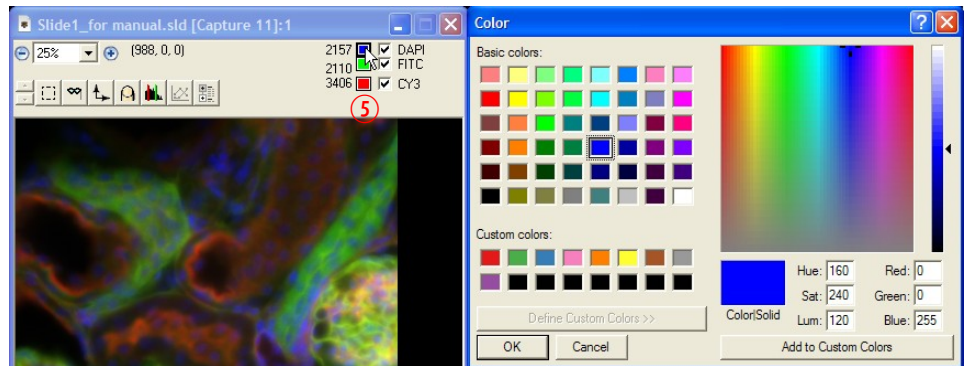 Slide1_for manual.sld [Capture 11]:1
25% (988, 0, 0)
2157 DAPI
2110 FITC
3406 CY3
5
Color
Basic colors:
Custom colors:
Define Custom Colors >>
OK Cancel
Color|Solid
Hue: 160 Red: 0
Sat: 240 Green: 0
Lum: 120 Blue: 255
Add to Custom Colors